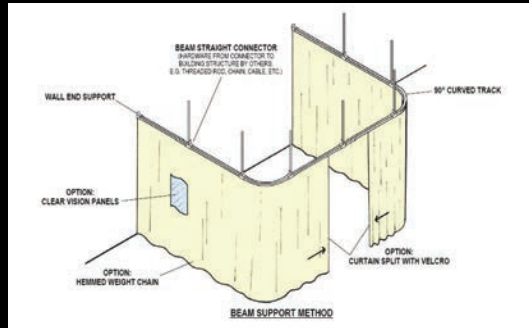 BEAM STRAIGHT CONNECTOR
(HARDWARE FROM CONNECTOR TO
BUILDING STRUCTURE BY OTHERS
E.G. THREADED ROD, CHAIN, CABLE, ETC.)
WALL END SUPPORT
90° CURVED TRACK
OPTION:
CLEAR VISION PANELS
OPTION:
HEMMED WEIGHT CHAIN
OPTION:
CURTAIN SPLIT WITH VELCRO
BEAM SUPPORT METHOD